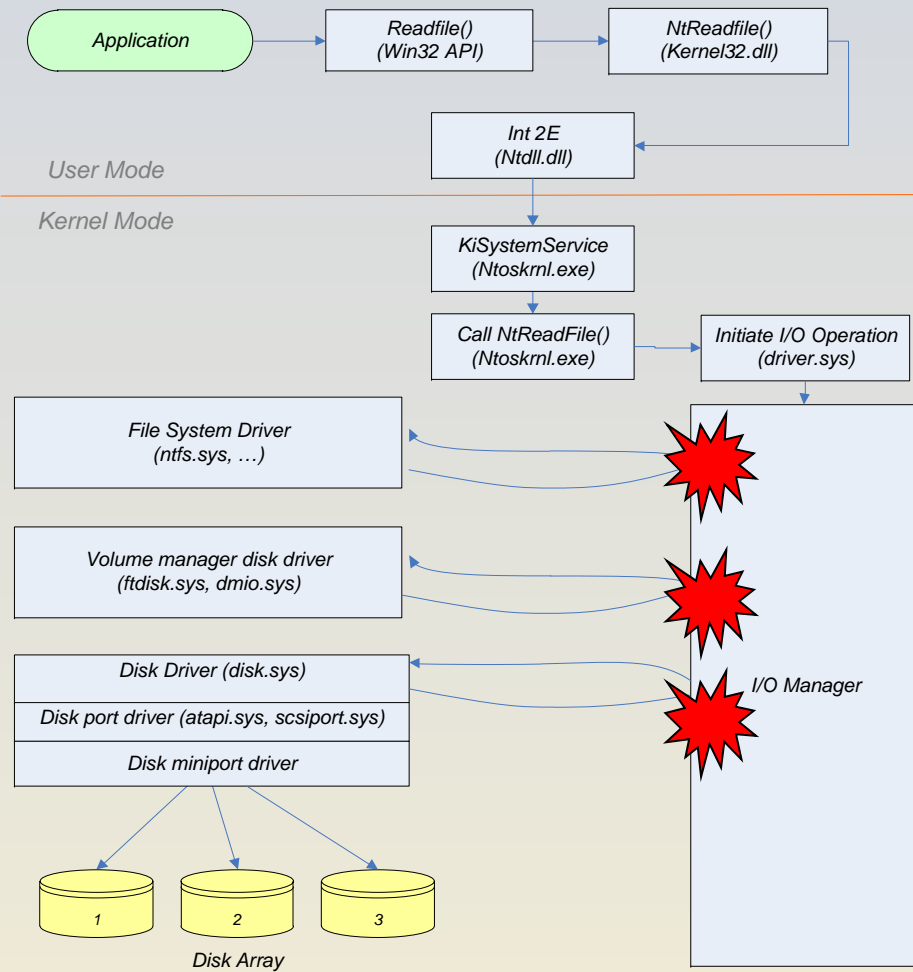 Application
Readfile()
(Win32 API)
NtReadfile()
(Kernel32.dll)
Int 2E
(Ntdll.dll)
User Mode
Kernel Mode
KiSystemService
(Ntoskrnl.exe)
Call NtReadFile()
(Ntoskrnl.exe)
Initiate I/O Operation
(driver.sys)
File System Driver
(ntfs.sys, …)
Volume manager disk driver
(ftdisk.sys, dmio.sys)
Disk Driver (disk.sys)
I/O Manager
Disk port driver (atapi.sys, scsiport.sys)
Disk miniport driver
1
2
3
Disk Array